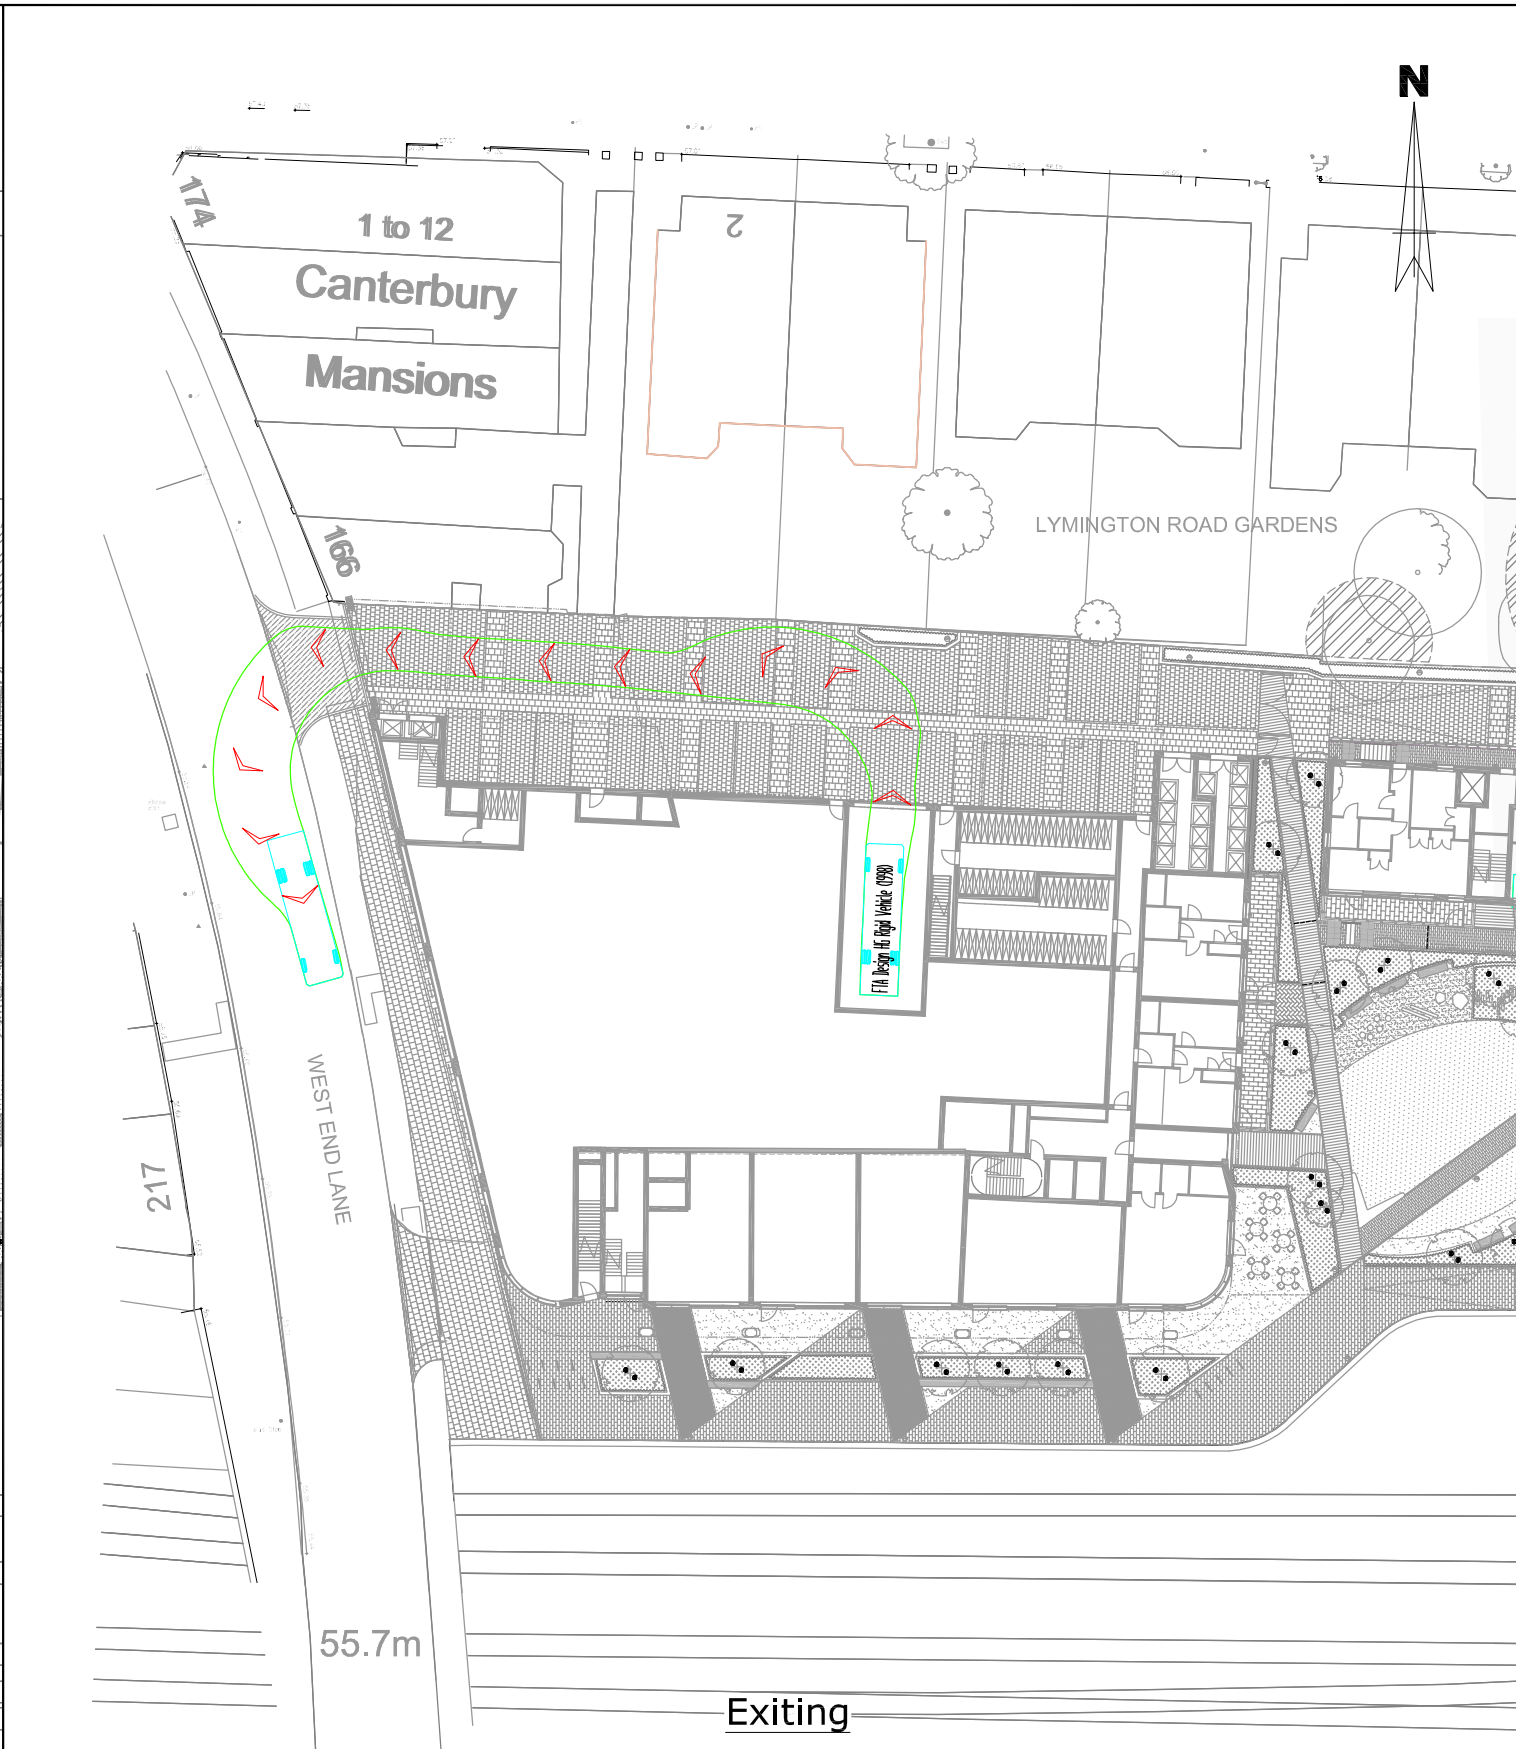 N
174
1 to 12
Canterbury
Mansions
2
166
LYMINGTON ROAD GARDENS
FTA Design HG Rigid Vehicle (1998)
WEST END LANE
217
55.7m
Exiting